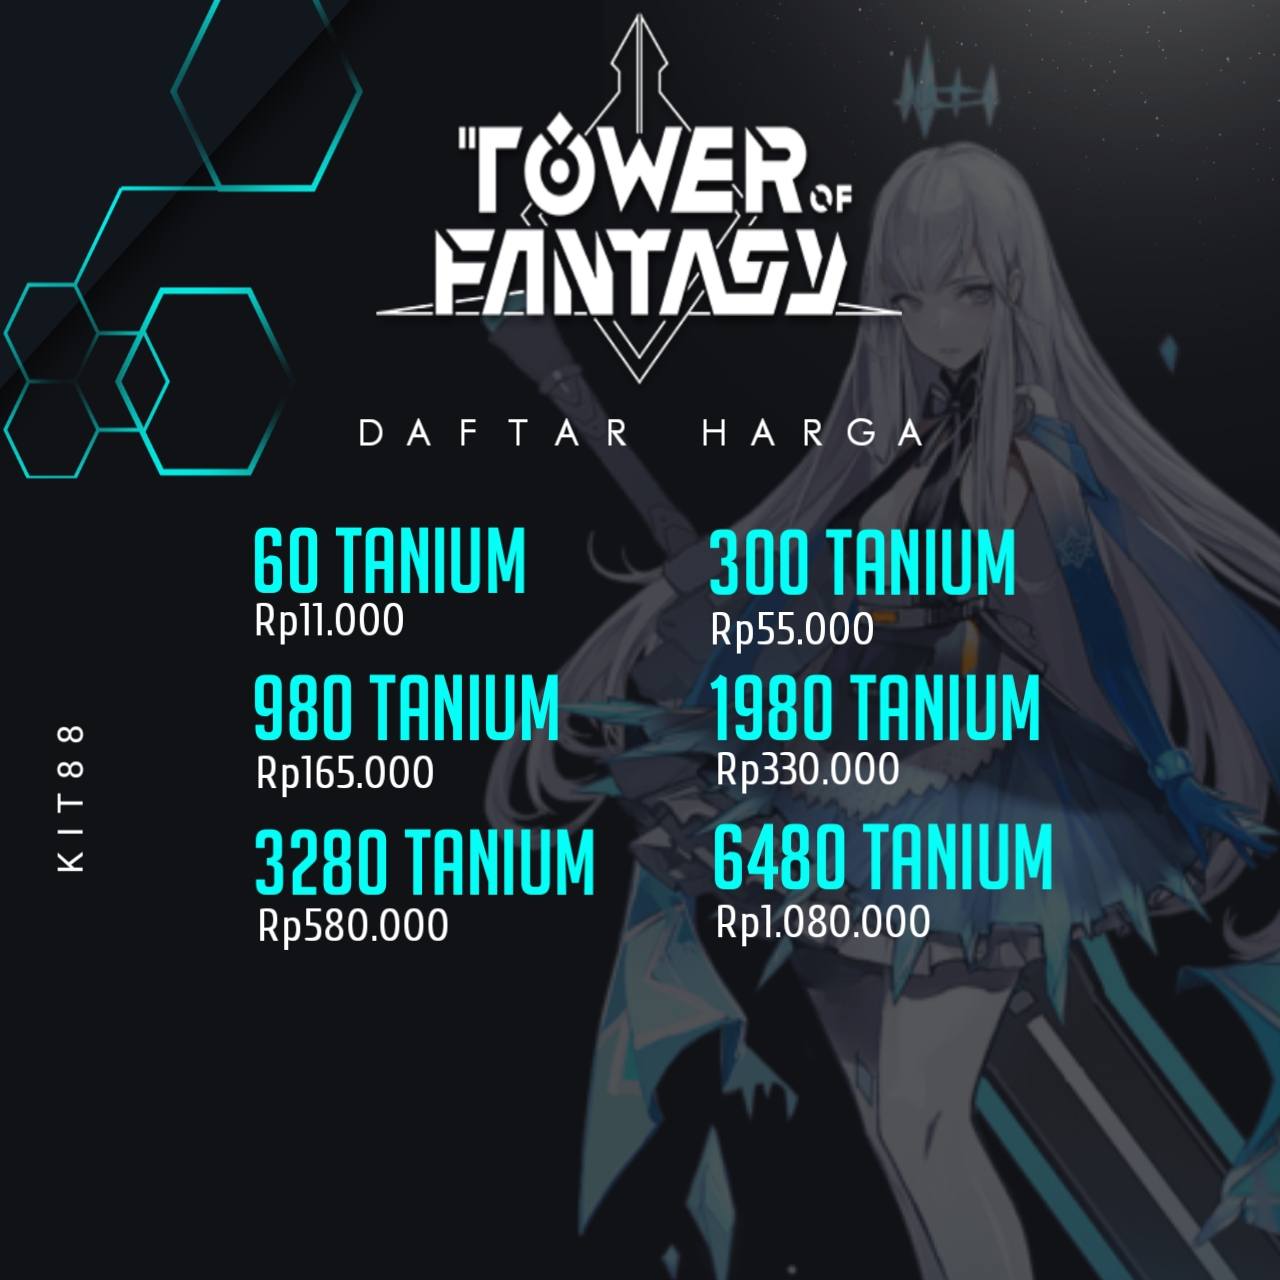 TOWER OF
FANTASY
DAFTAR HARGA
60 TANIUM
Rp11.000
300 TANIUM
Rp55.000
980 TANIUM
Rp165.000
1980 TANIUM
Rp330.000
3280 TANIUM
Rp580.000
6480 TANIUM
Rp1.080.000
KIT88